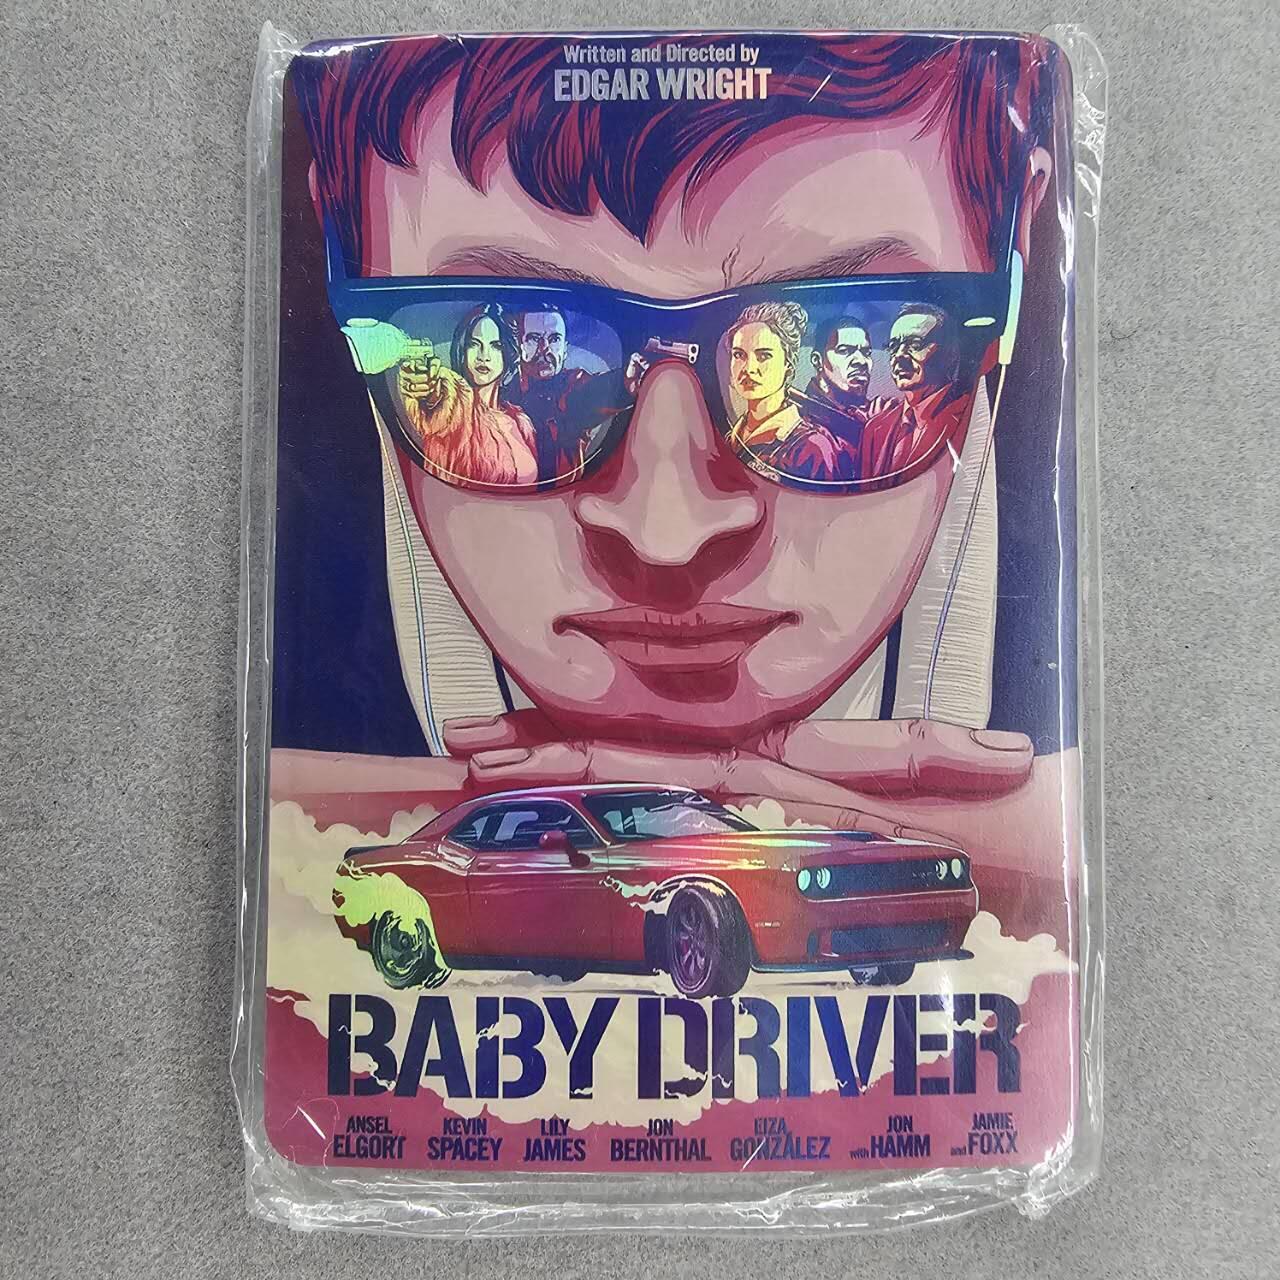 Written and Directed by
EDGAR WRIGHT
BABY DRIVER
ANSEL ELGORT
KEVIN SPACEY
LILY JAMES
JON BERNTHAL
EIZA GONZÁLEZ
with JON HAMM
and JAMIE FOXX